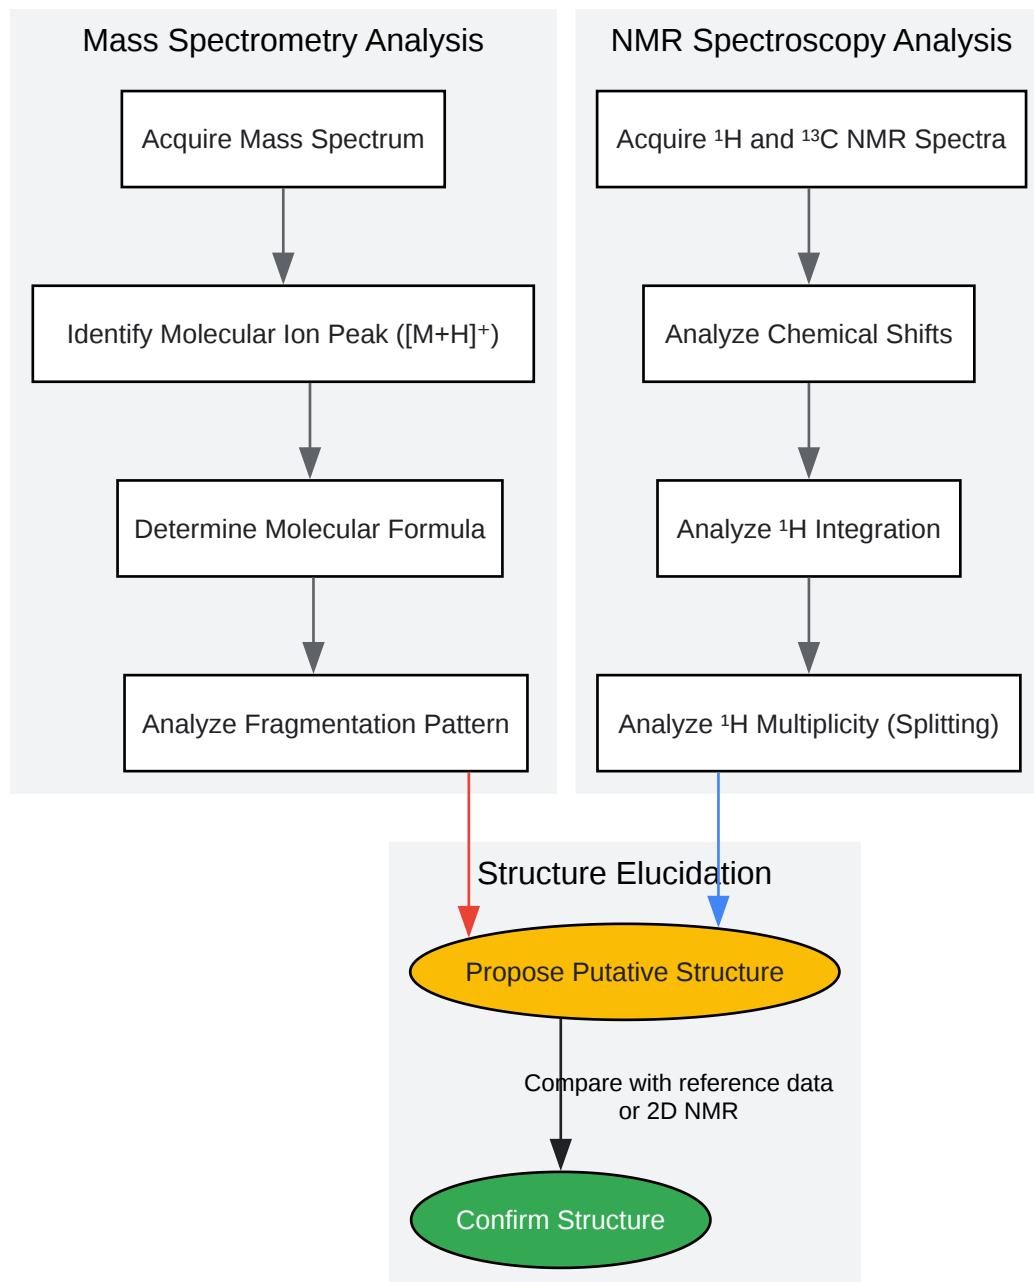 Mass Spectrometry Analysis
Acquire Mass Spectrum
Identify Molecular Ion Peak ([M+H]⁺)
Determine Molecular Formula
Analyze Fragmentation Pattern
NMR Spectroscopy Analysis
Acquire ¹H and ¹³C NMR Spectra
Analyze Chemical Shifts
Analyze ¹H Integration
Analyze ¹H Multiplicity (Splitting)
Structure Elucidation
Propose Putative Structure
Compare with reference data
or 2D NMR
Confirm Structure